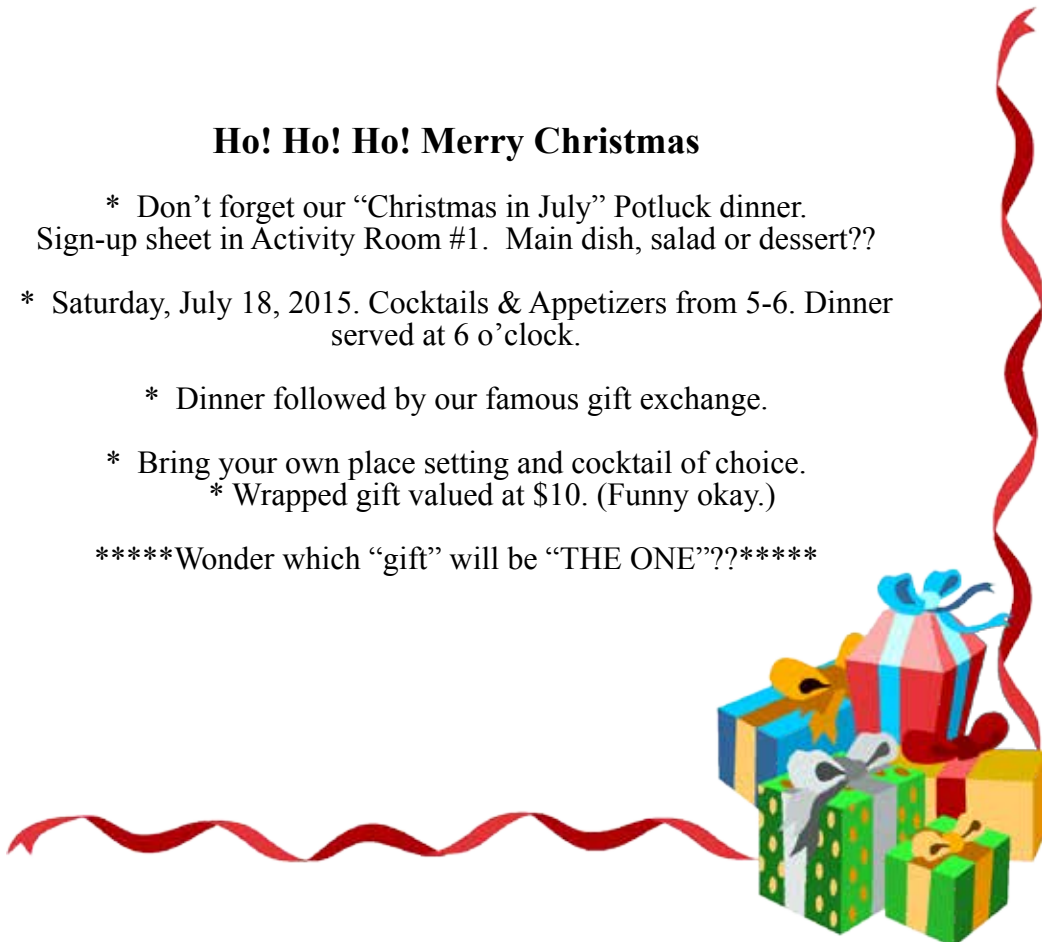 Ho! Ho! Ho! Merry Christmas
* Don’t forget our “Christmas in July” Potluck dinner.
Sign-up sheet in Activity Room #1. Main dish, salad or dessert??
* Saturday, July 18, 2015. Cocktails & Appetizers from 5-6. Dinner
served at 6 o’clock.
* Dinner followed by our famous gift exchange.
* Bring your own place setting and cocktail of choice.
* Wrapped gift valued at $10. (Funny okay.)
*****Wonder which “gift” will be “THE ONE”??*****